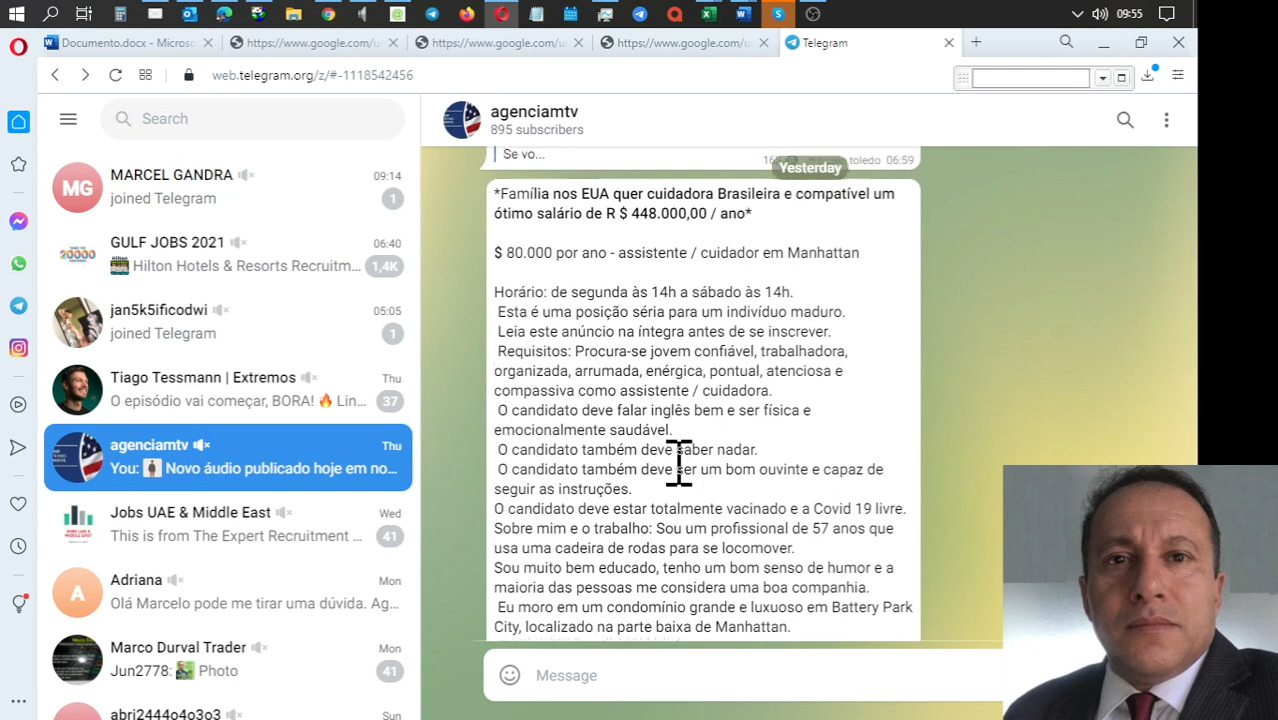 09:55
Documento.docx - Microsc
https://www.google.com/u
https://www.google.com/u
https://www.google.com/u
Telegram
web.telegram.org/z/#-1118542456
Search
MARCEL GANDRA
09:14
joined Telegram
1
GULF JOBS 2021
06:40
Hilton Hotels & Resorts Recruitm...
1,4K
jan5k5ificodwi
05:05
joined Telegram
1
Tiago Tessmann | Extremos
Thu
O episódio vai começar, BORA! 🔥 Lin...
37
agenciamtv
Thu
You: Novo áudio publicado hoje em no...
Jobs UAE & Middle East
Wed
This is from The Expert Recruitment ...
41
Adriana
Mon
Olá Marcelo pode me tirar uma dúvida. Ag...
Marco Durval Trader
Mon
Jun2778: Photo
41
abri2444o4o3o3
Sun
MG
A
agenciamtv
895 subscribers
Se vo...
toledo 06:59
Yesterday
*Família nos EUA quer cuidadora Brasileira e compatível um
ótimo salário de R $ 448.000,00 / ano*
$ 80.000 por ano - assistente / cuidador em Manhattan
Horário: de segunda às 14h a sábado às 14h.
Esta é uma posição séria para um indivíduo maduro.
Leia este anúncio na íntegra antes de se inscrever.
Requisitos: Procura-se jovem confiável, trabalhadora,
organizada, arrumada, enérgica, pontual, atenciosa e
compassiva como assistente / cuidadora.
O candidato deve falar inglês bem e ser física e
emocionalmente saudável.
O candidato também deve saber nadar.
O candidato também deve ser um bom ouvinte e capaz de
seguir as instruções.
O candidato deve estar totalmente vacinado e a Covid 19 livre.
Sobre mim e o trabalho: Sou um profissional de 57 anos que
usa uma cadeira de rodas para se locomover.
Sou muito bem educado, tenho um bom senso de humor e a
maioria das pessoas me considera uma boa companhia.
Eu moro em um condomínio grande e luxuoso em Battery Park
City, localizado na parte baixa de Manhattan.
Message